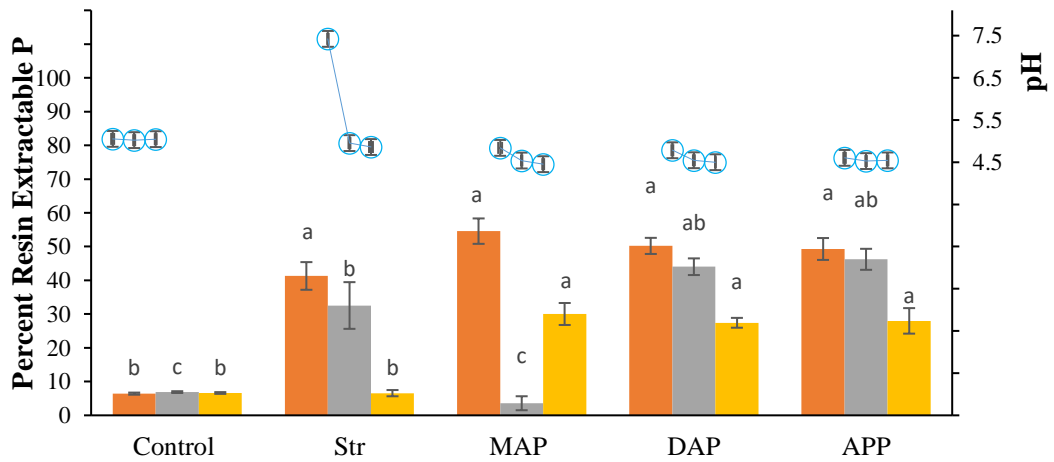 Percent Resin Extractable P
100
90
80
70
60
50
40
30
20
10
0
7.5
6.5
5.5
4.5
pH
b c b
a b b
a c a
a ab a
a ab a
Control Str MAP DAP APP